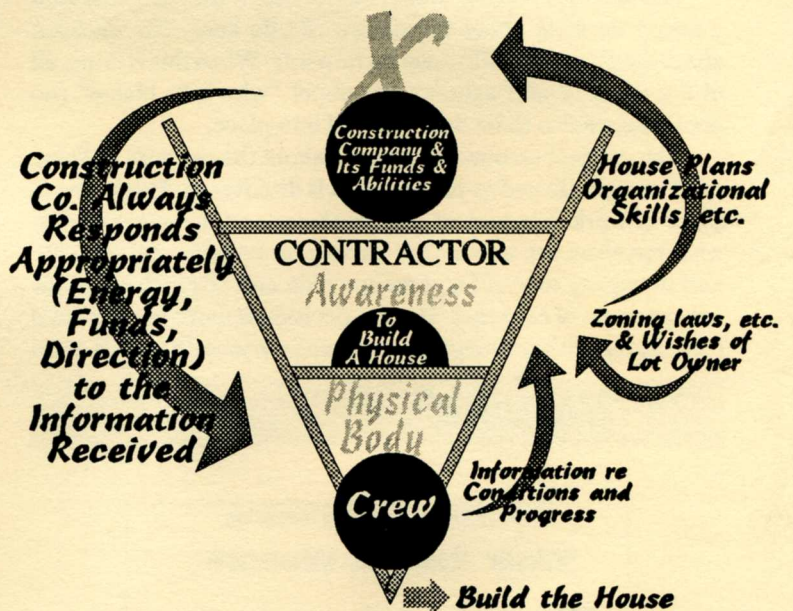 X
Construction
Company &
Its Funds &
Abilities
Construction
Co. Always
Responds
Appropriately
(Energy,
Funds,
Direction)
to the
Information
Received
House Plans
Organizational
Skills, etc.
CONTRACTOR
Awareness
To
Build
A House
Zoning laws, etc.
& Wishes of
Lot Owner
Physical
Body
Crew
Information re
Conditions and
Progress
Build the House